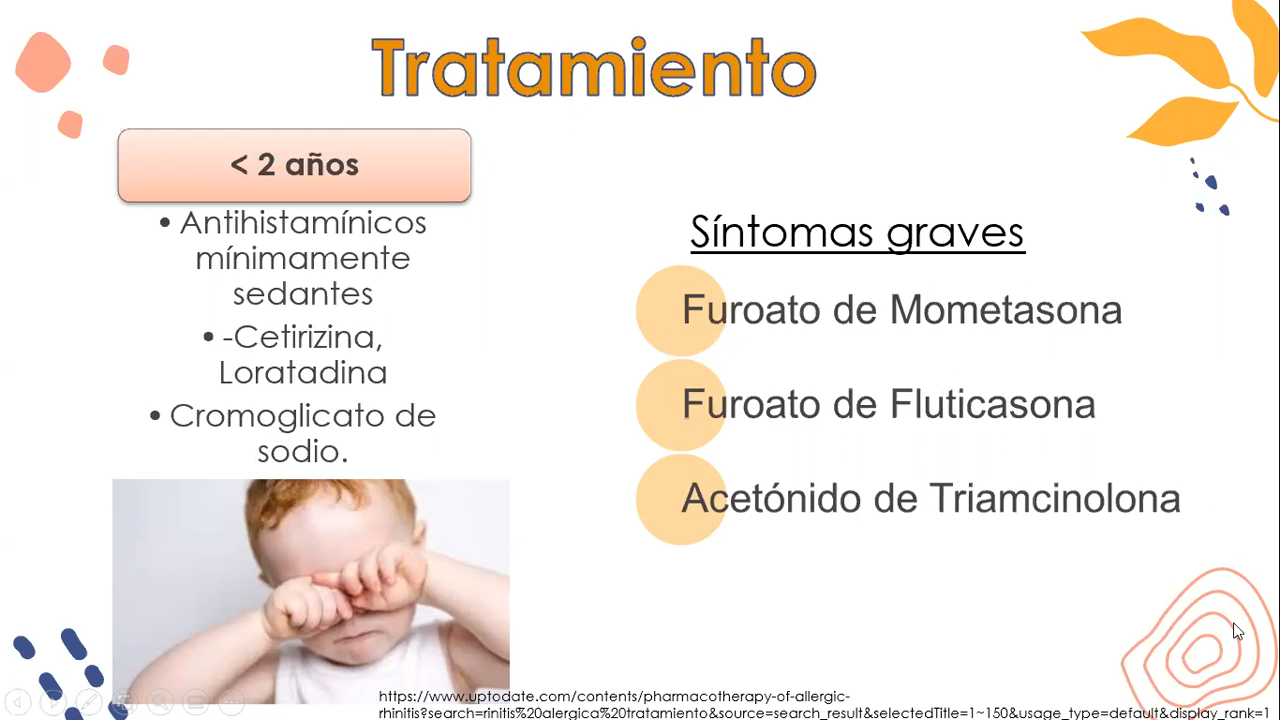 Tratamiento
< 2 años
• Antihistamínicos
mínimamente
sedantes
• -Cetirizina,
Loratadina
• Cromoglicato de
sodio.
Síntomas graves
Furoato de Mometasona
Furoato de Fluticasona
Acetónido de Triamcinolona
https://www.uptodate.com/contents/pharmacotherapy-of-allergic-
rhinitis?search=rinitis%20alergica%20tratamiento&source=search_result&selectedTitle=1~150&usage_type=default&display_rank=1